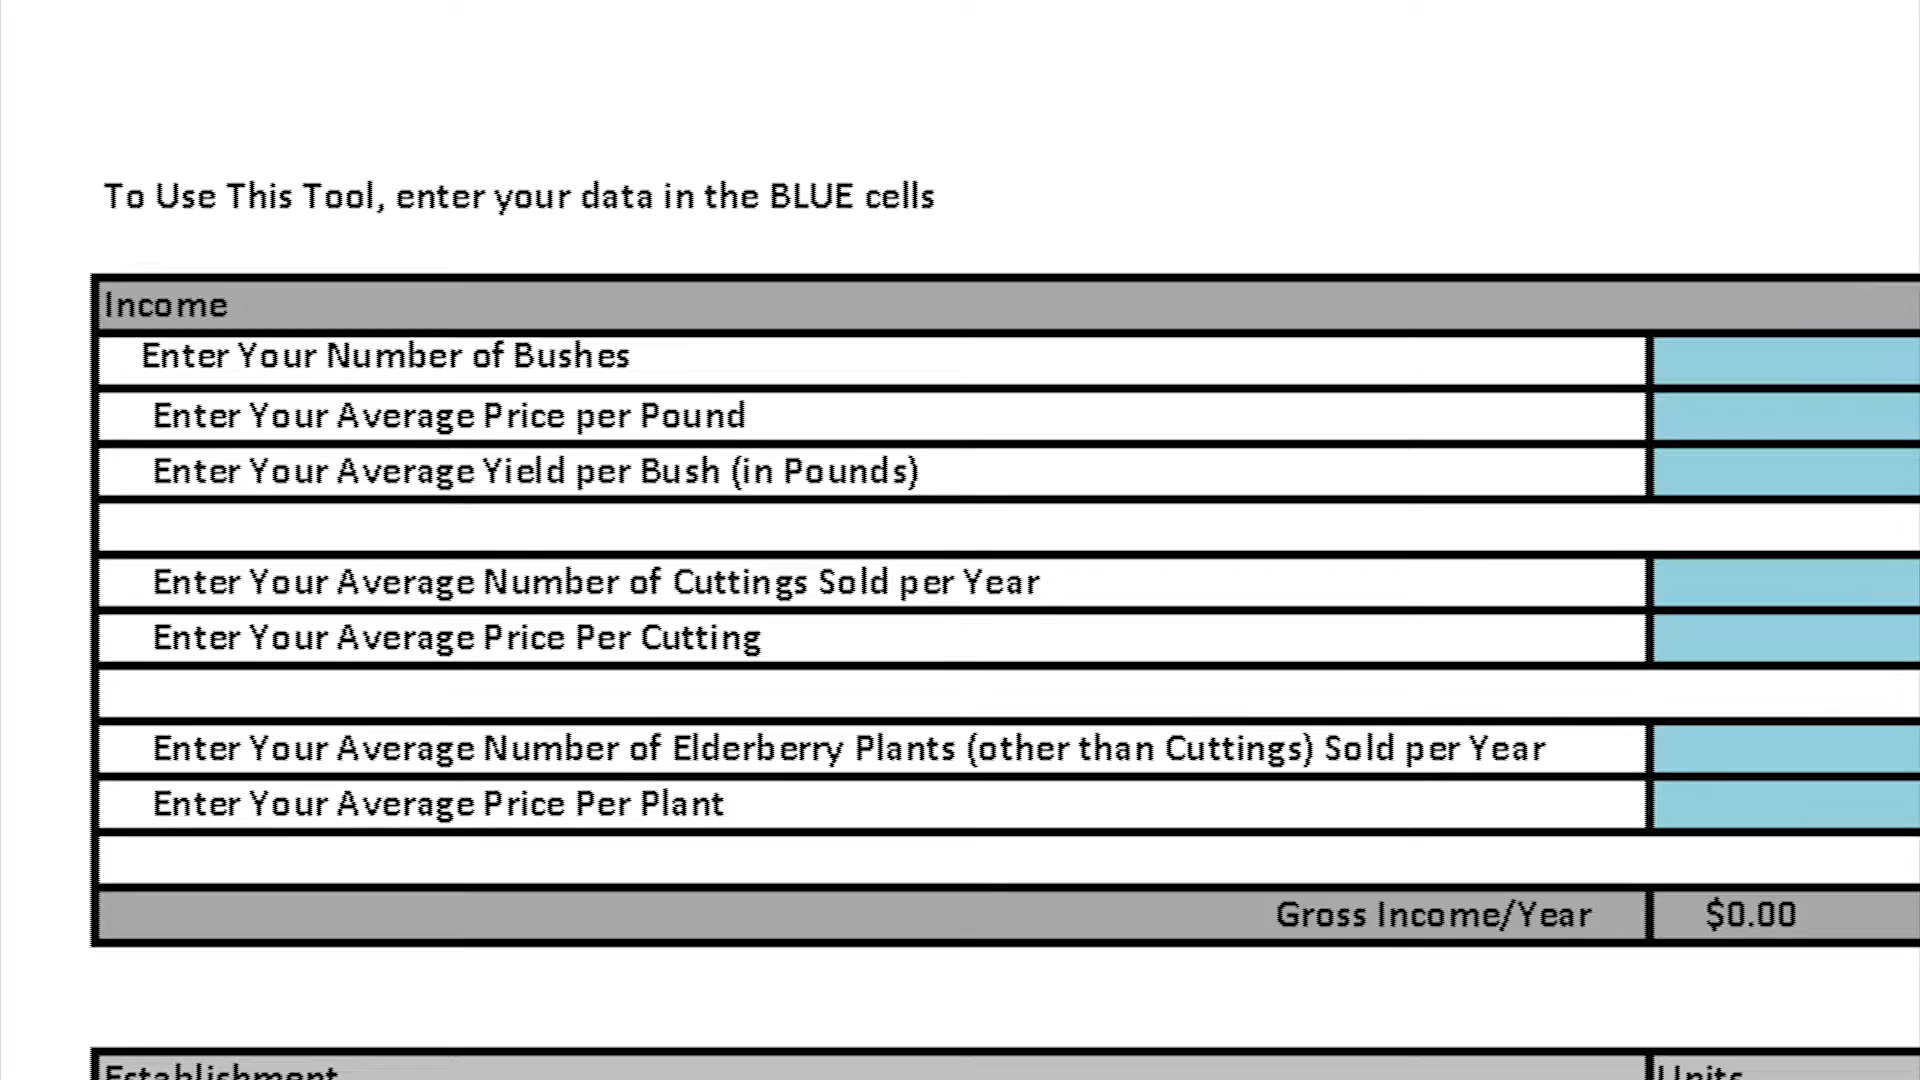 To Use This Tool, enter your data in the BLUE cells
Income
Enter Your Number of Bushes
Enter Your Average Price per Pound
Enter Your Average Yield per Bush (in Pounds)
Enter Your Average Number of Cuttings Sold per Year
Enter Your Average Price Per Cutting
Enter Your Average Number of Elderberry Plants (other than Cuttings) Sold per Year
Enter Your Average Price Per Plant
Gross Income/Year $0.00
Establishment Units